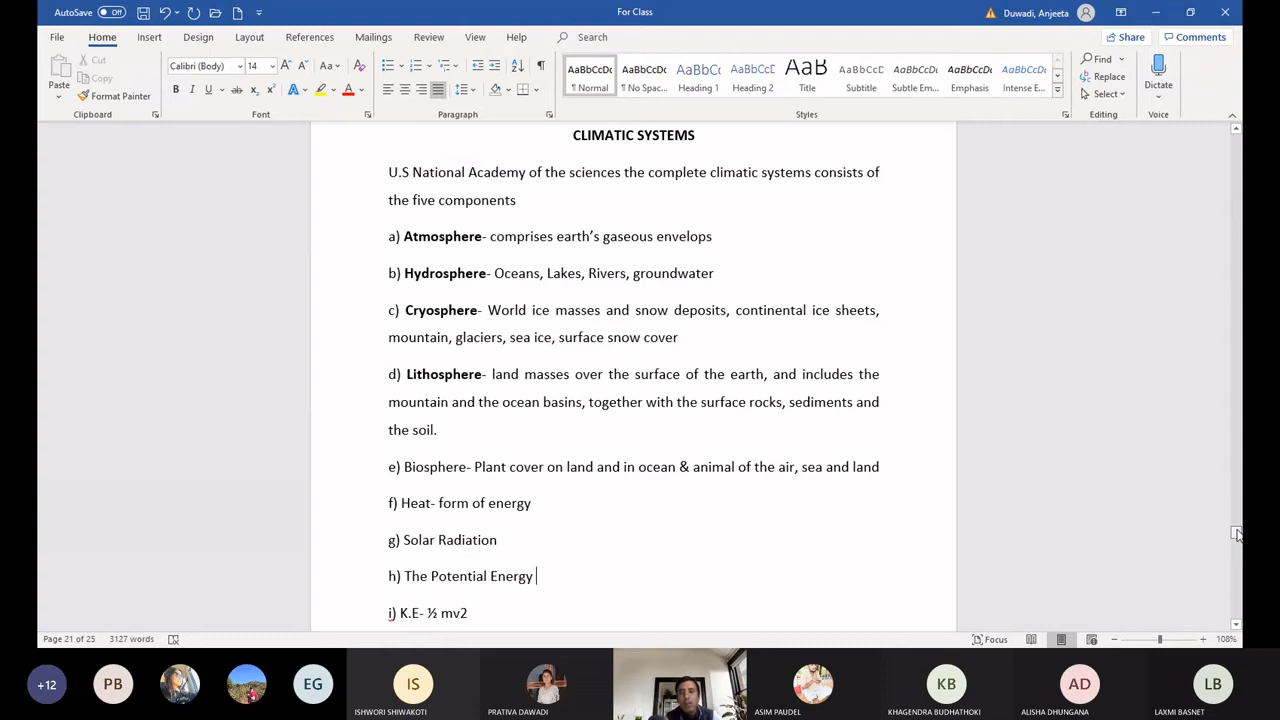 AutoSave Off
For Class
Duwadi, Anjeeta
File Home Insert Design Layout References Mailings Review View Help Search
Share Comments
Paste
Cut
Copy
Format Painter
Clipboard
Calibri (Body) 14
Font
Paragraph
AaBbCcDc AaBbCcDc AaBbCc AaBbCcD AaB AaBbCcD AaBbCcDc AaBbCcDc AaBbCcDc
¶ Normal ¶ No Spac... Heading 1 Heading 2 Title Subtitle Subtle Em... Emphasis Intense E...
Styles
Find
Replace
Select
Editing
Dictate
Voice
CLIMATIC SYSTEMS
U.S National Academy of the sciences the complete climatic systems consists of
the five components
a) Atmosphere- comprises earth’s gaseous envelops
b) Hydrosphere- Oceans, Lakes, Rivers, groundwater
c) Cryosphere- World ice masses and snow deposits, continental ice sheets,
mountain, glaciers, sea ice, surface snow cover
d) Lithosphere- land masses over the surface of the earth, and includes the
mountain and the ocean basins, together with the surface rocks, sediments and
the soil.
e) Biosphere- Plant cover on land and in ocean & animal of the air, sea and land
f) Heat- form of energy
g) Solar Radiation
h) The Potential Energy
i) K.E- ½ mv2
Page 21 of 25 3127 words
Focus
108%
+12 PB EG IS KB AD LB
ISHWORI SHIWAKOTI PRATIVA DAWADI ASIM PAUDEL KHAGENDRA BUDHATHOKI ALISHA DHUNGANA LAXMI BASNET